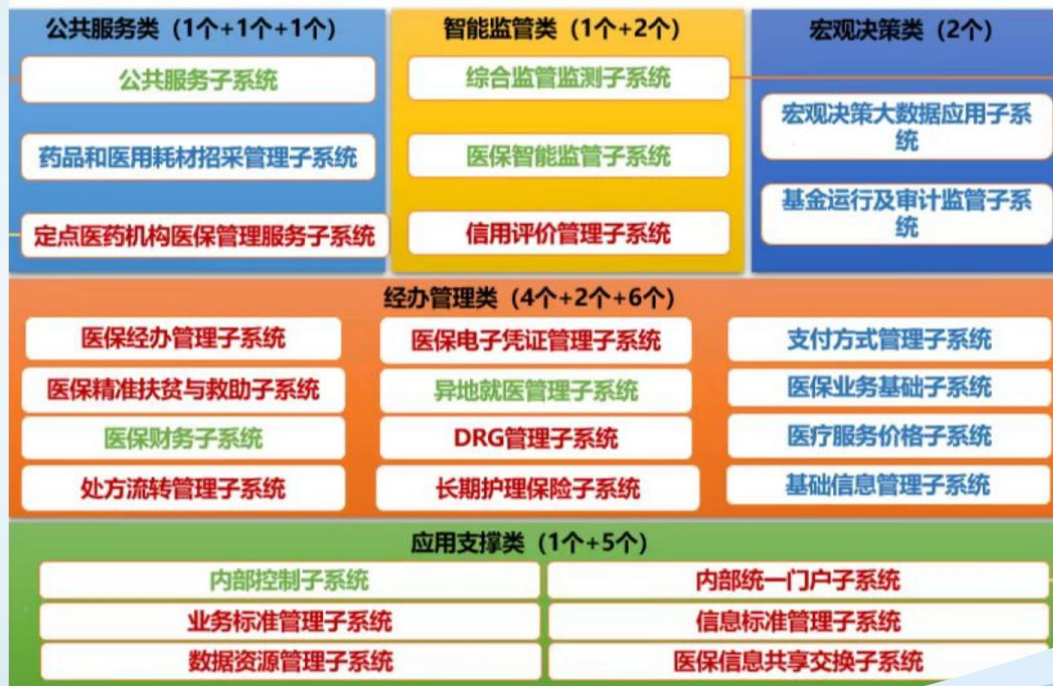 公共服务类（1个+1个+1个）
公共服务子系统
药品和医用耗材招采管理子系统
定点医药机构医保管理服务子系统
智能监管类（1个+2个）
综合监管监测子系统
医保智能监管子系统
信用评价管理子系统
宏观决策类（2个）
宏观决策大数据应用子系
统
基金运行及审计监管子系
统
经办管理类（4个+2个+6个）
医保经办管理子系统
医保电子凭证管理子系统
支付方式管理子系统
医保精准扶贫与救助子系统
异地就医管理子系统
医保业务基础子系统
医保财务子系统
DRG管理子系统
医疗服务价格子系统
处方流转管理子系统
长期护理保险子系统
基础信息管理子系统
应用支撑类（1个+5个）
内部控制子系统
内部统一门户子系统
业务标准管理子系统
信息标准管理子系统
数据资源管理子系统
医保信息共享交换子系统